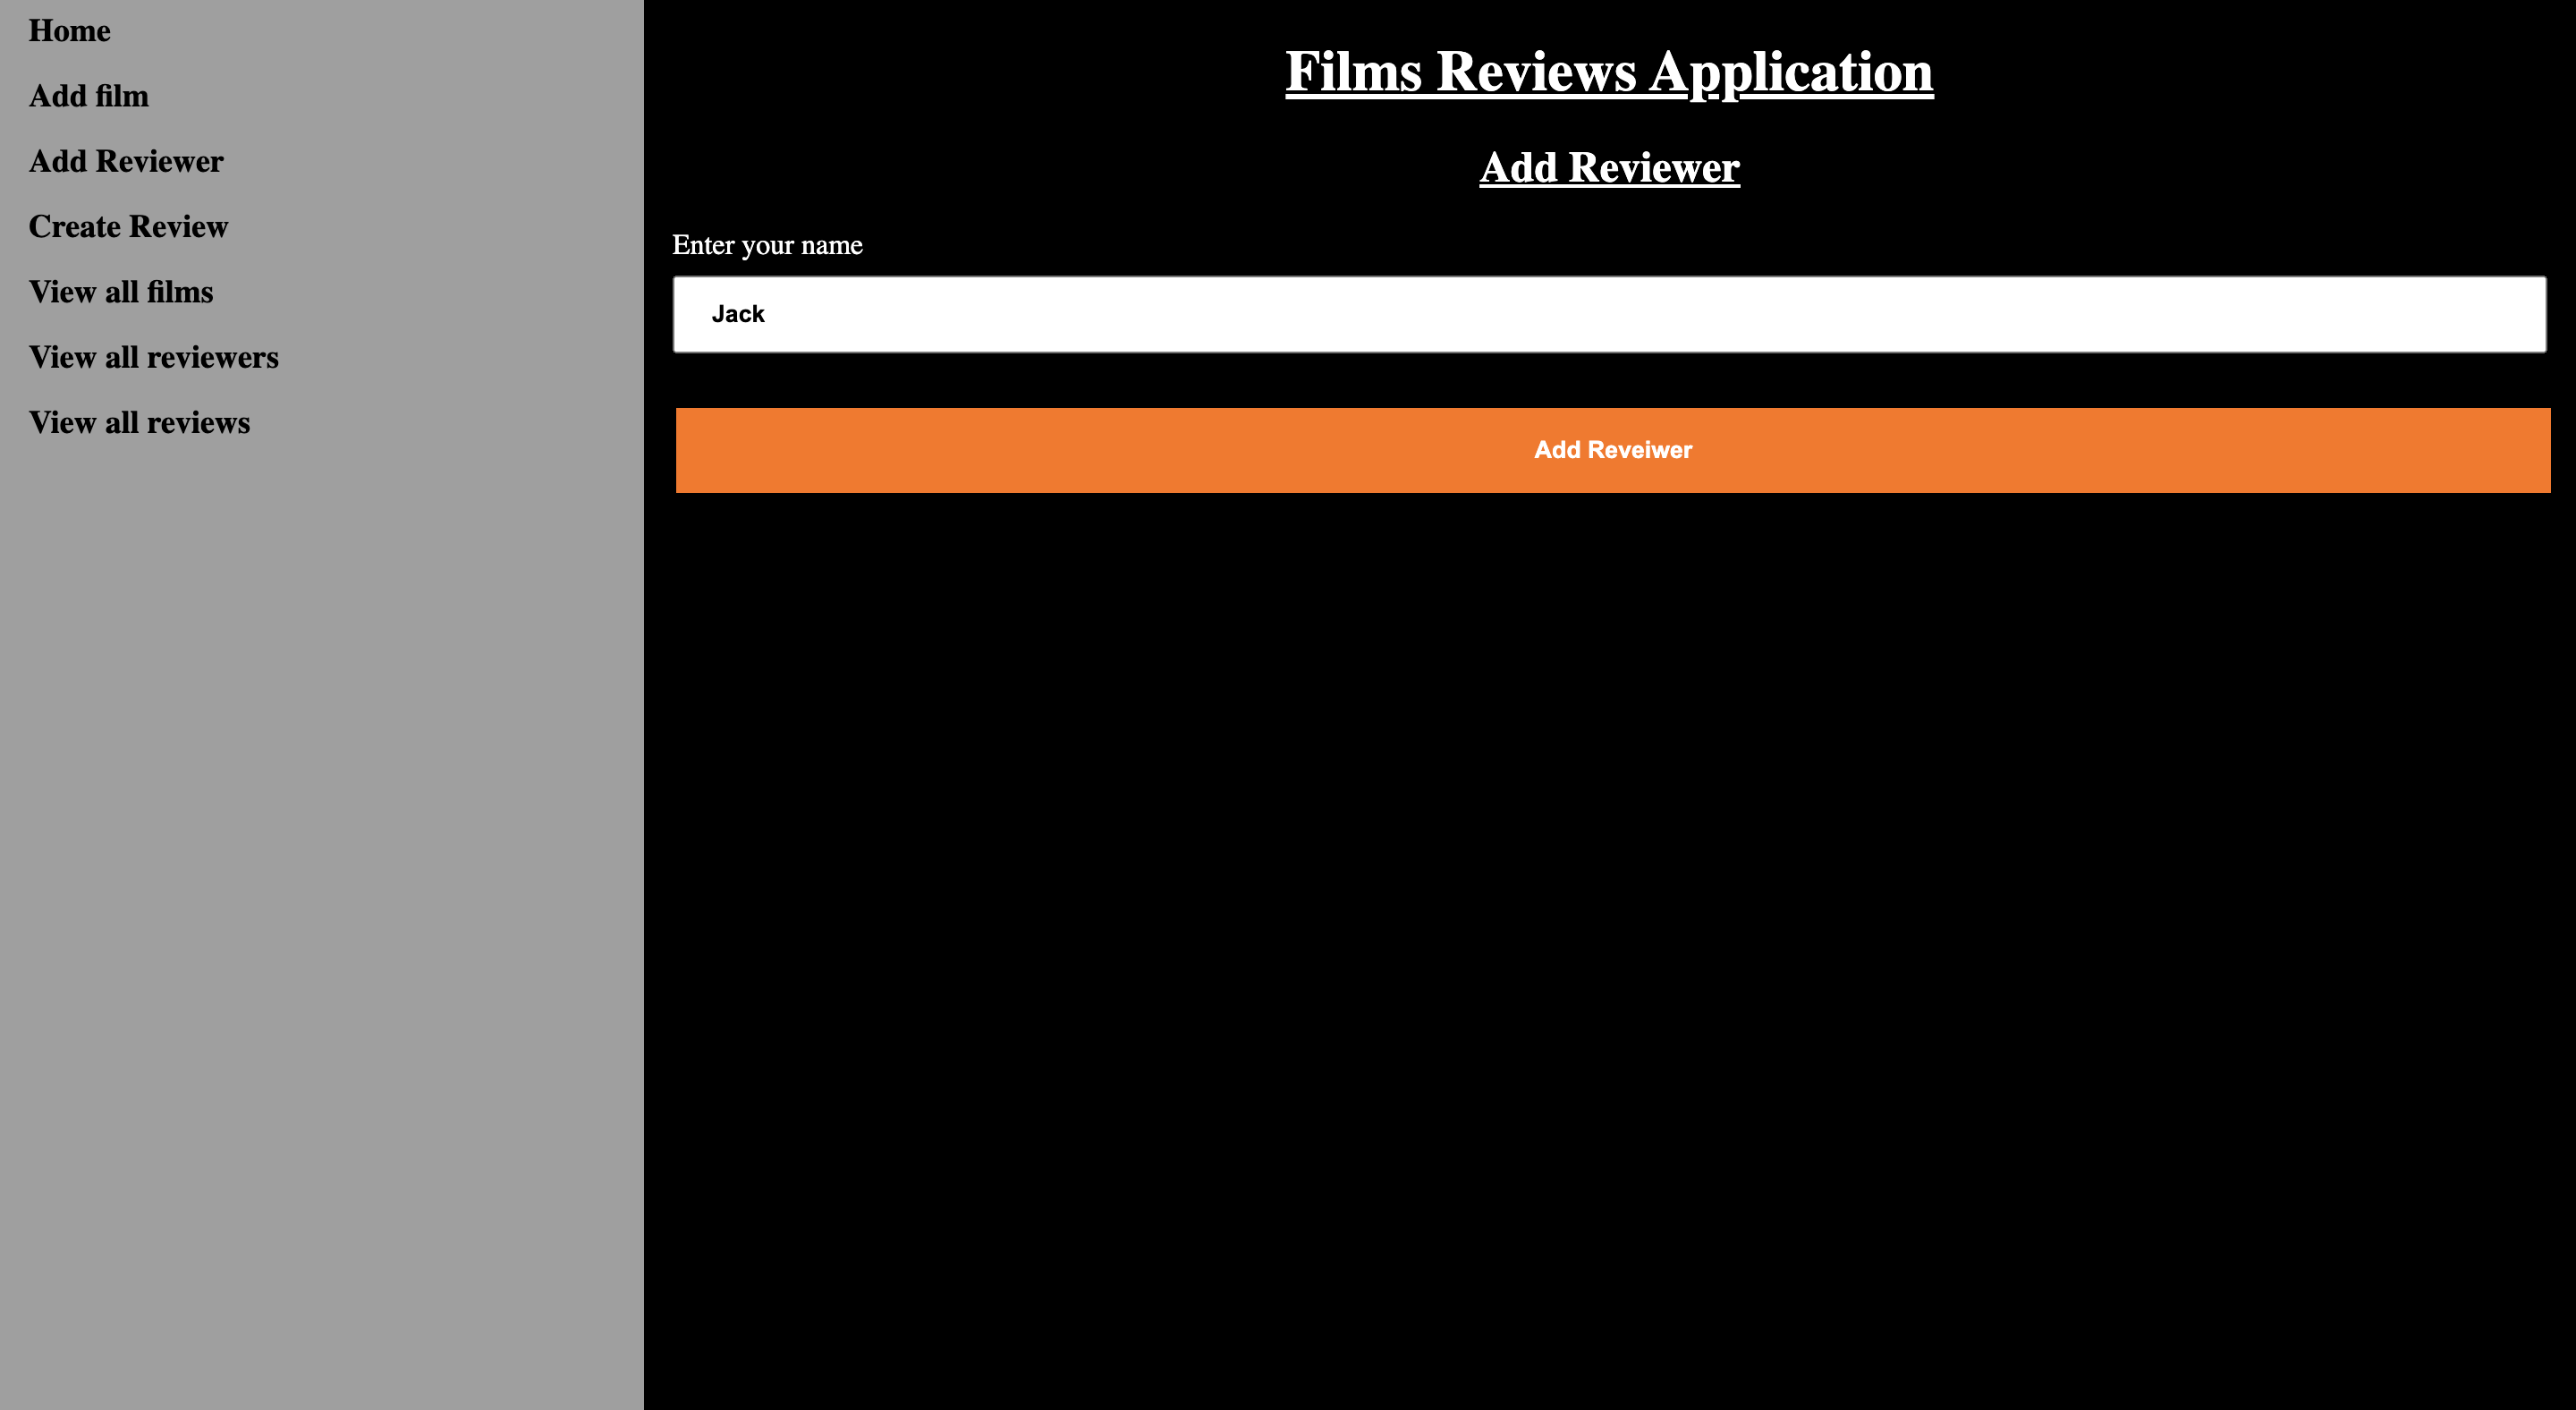 Home
Add film
Add Reviewer
Create Review
View all films
View all reviewers
View all reviews
Films Reviews Application
Add Reviewer
Enter your name
Jack
Add Reveiwer